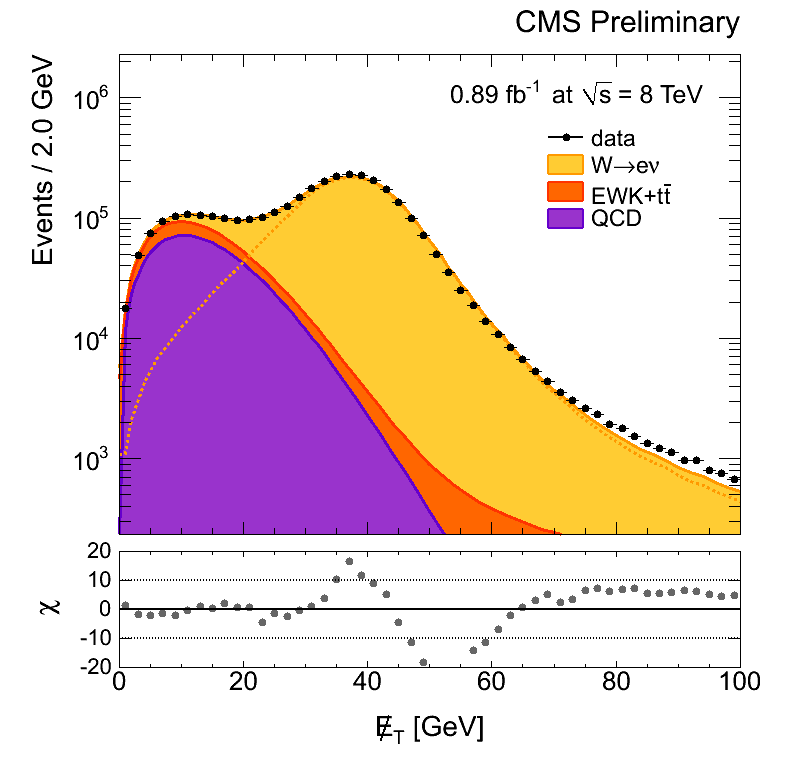 CMS Preliminary
0.89 fb⁻¹ at √s = 8 TeV
Events / 2.0 GeV
10⁶
10⁵
10⁴
10³
data
W→eν
EWK+tt̄
QCD
χ
20
10
0
-10
-20
0 20 40 60 80 100
E̸_T [GeV]